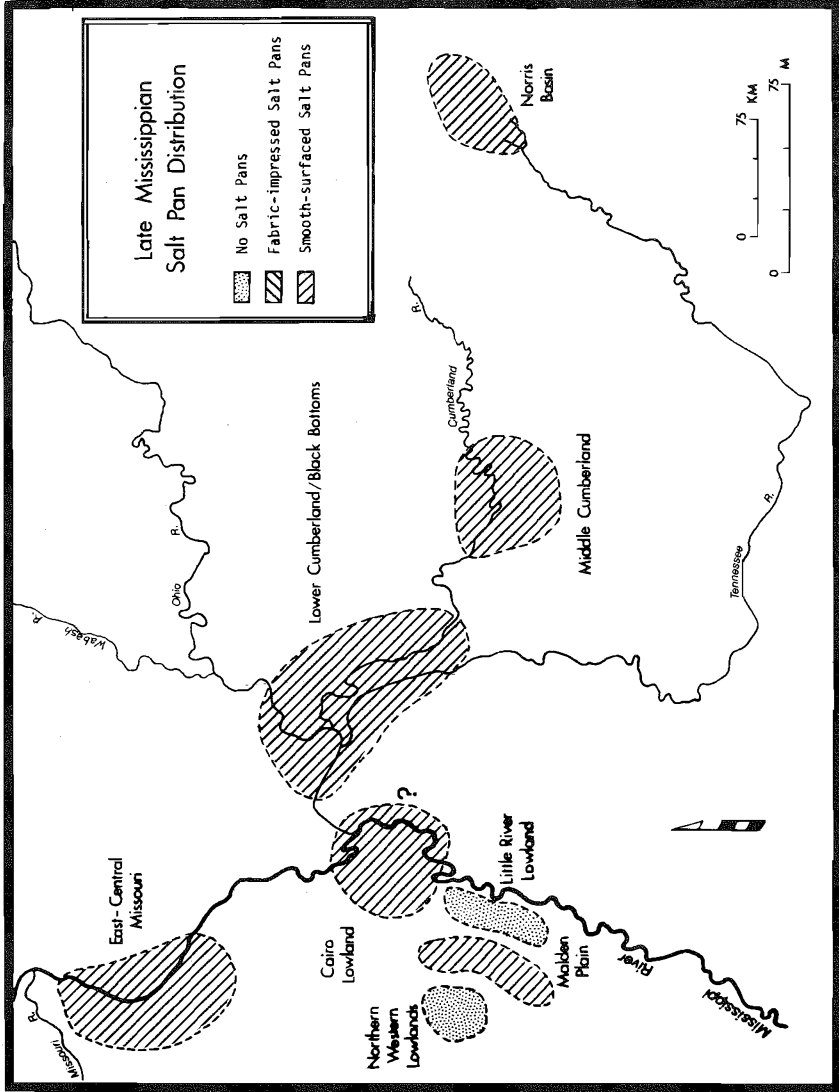 Late Mississippian
Salt Pan Distribution
No Salt Pans
Fabric-impressed Salt Pans
Smooth-surfaced Salt Pans
Missouri R.
East-Central
Missouri
Wabash R.
Ohio R.
Lower Cumberland/Black Bottoms
Cairo
Lowland
?
Northern
Western
Lowlands
Malden
Plain
Little River
Lowland
Mississippi River
Cumberland R.
Middle Cumberland
Tennessee R.
Norris
Basin
0 75 KM
0 75 M